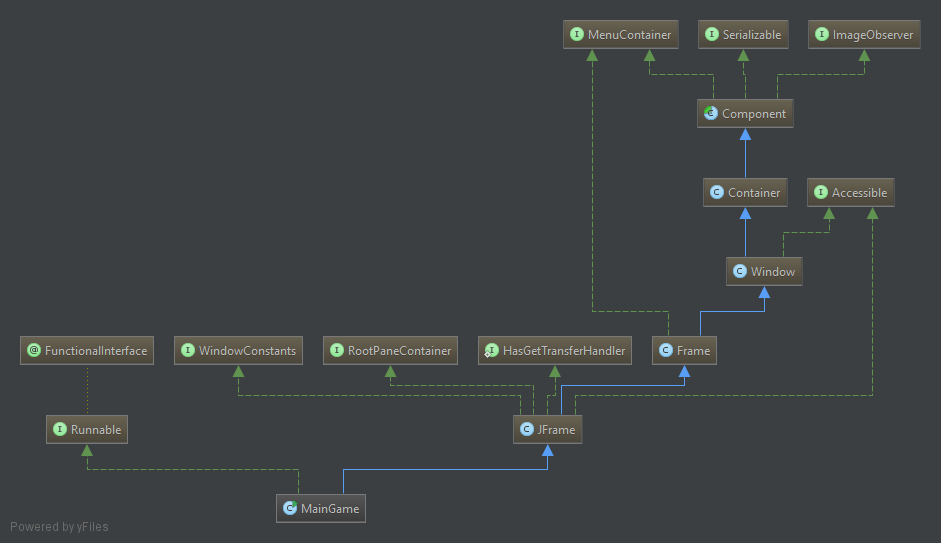 MenuContainer
Serializable
ImageObserver
Component
Container
Accessible
Window
FunctionalInterface
WindowConstants
RootPaneContainer
HasGetTransferHandler
Frame
Runnable
JFrame
MainGame
Powered by yFiles